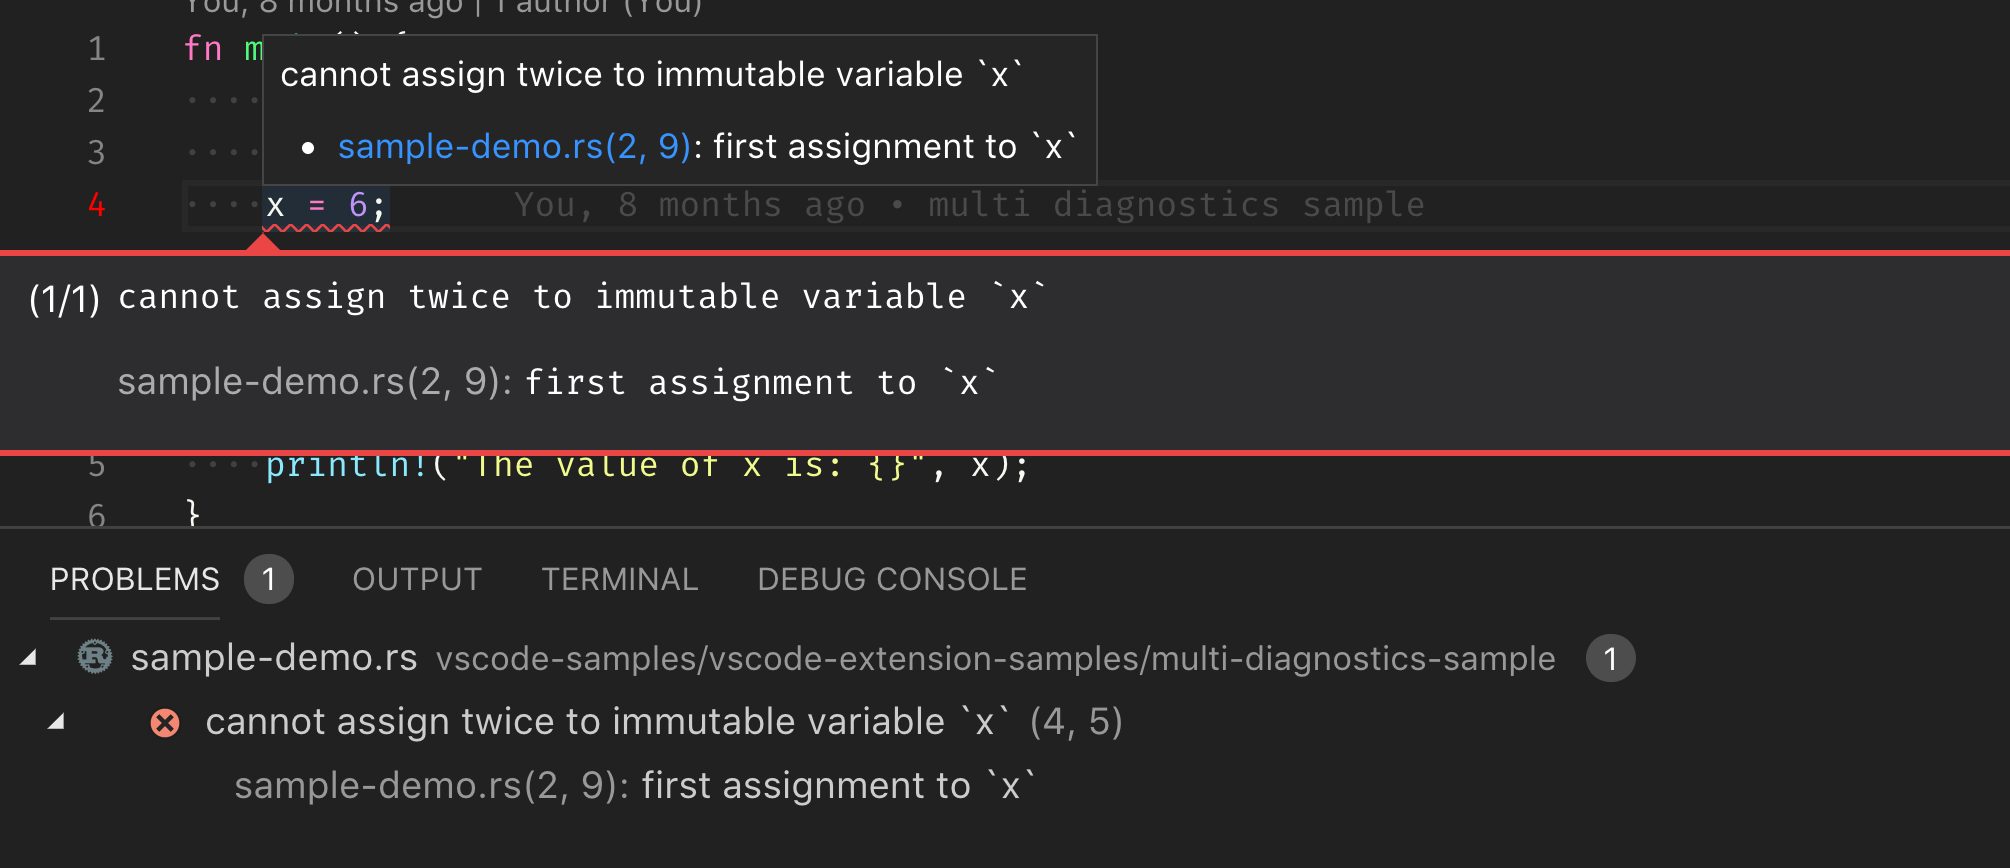 You, 8 months ago | 1 author (You)
1 fn
cannot assign twice to immutable variable `x`
2
• sample-demo.rs(2, 9): first assignment to `x`
3
4 ····x = 6; You, 8 months ago • multi diagnostics sample
(1/1) cannot assign twice to immutable variable `x`
sample-demo.rs(2, 9): first assignment to `x`
5 ····println!("The value of x is: {}", x);
6 }
PROBLEMS 1 OUTPUT TERMINAL DEBUG CONSOLE
sample-demo.rs vscode-samples/vscode-extension-samples/multi-diagnostics-sample 1
cannot assign twice to immutable variable `x` (4, 5)
sample-demo.rs(2, 9): first assignment to `x`